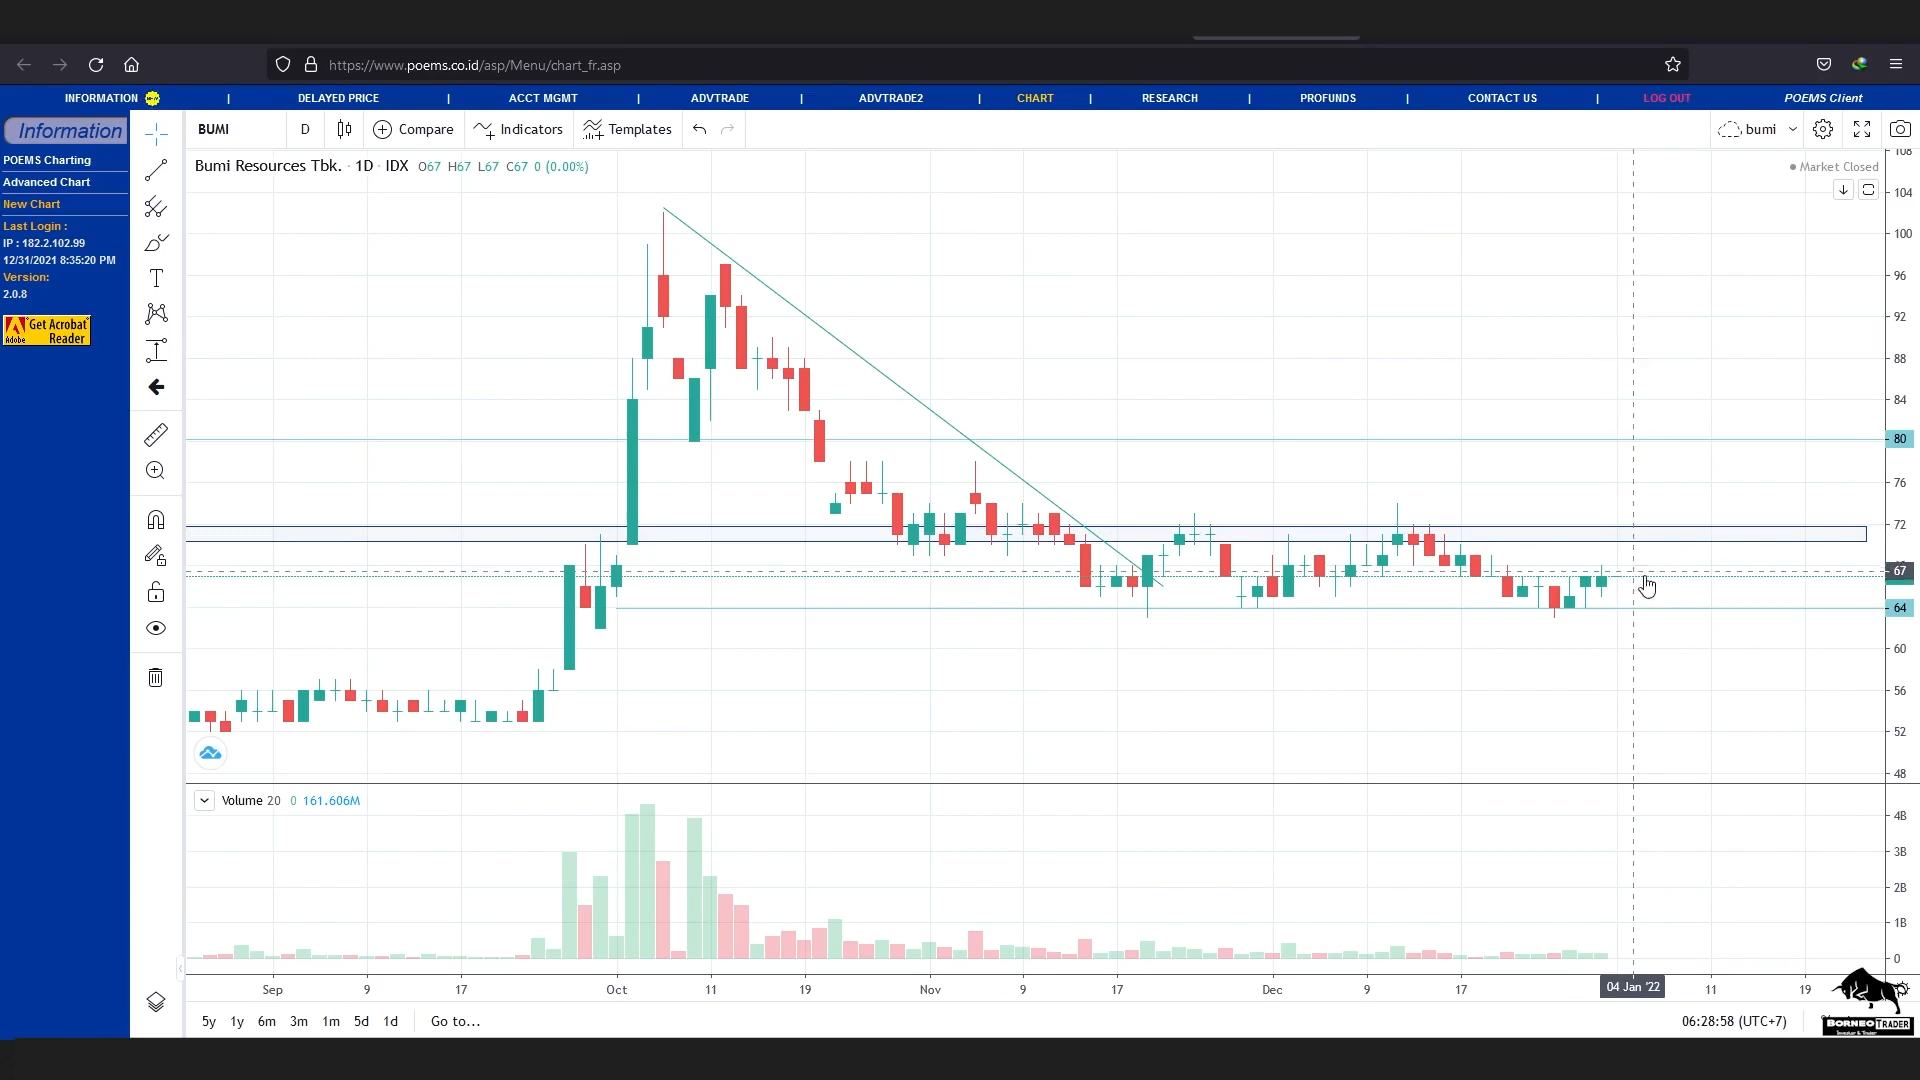 https://www.poems.co.id/asp/Menu/chart_fr.asp
INFORMATION | DELAYED PRICE | ACCT MGMT | ADVTRADE | ADVTRADE2 | CHART | RESEARCH | PROFUNDS | CONTACT US | LOG OUT POEMS Client
Information
POEMS Charting
Advanced Chart
New Chart
Last Login :
IP : 182.2.102.99
12/31/2021 8:35:20 PM
Version:
2.0.8
Get Acrobat
Adobe Reader
BUMI D Compare Indicators Templates bumi
Bumi Resources Tbk. · 1D · IDX O67 H67 L67 C67 0 (0.00%)
Market Closed
108
104
100
96
92
88
84
80
76
72
67
64
60
56
52
48
Volume 20 0 161.606M
4B
3B
2B
1B
0
Sep 9 17 Oct 11 19 Nov 9 17 Dec 9 17 04 Jan '22 11 19
5y 1y 6m 3m 1m 5d 1d Go to... 06:28:58 (UTC+7)
BORNEO TRADER